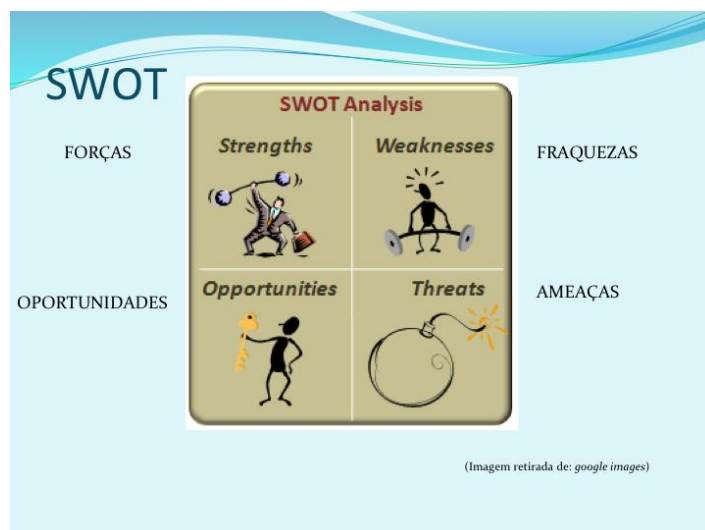 SWOT
SWOT Analysis
FORÇAS
Strengths
Weaknesses
FRAQUEZAS
OPORTUNIDADES
Opportunities
Threats
AMEAÇAS
(Imagem retirada de: google images)